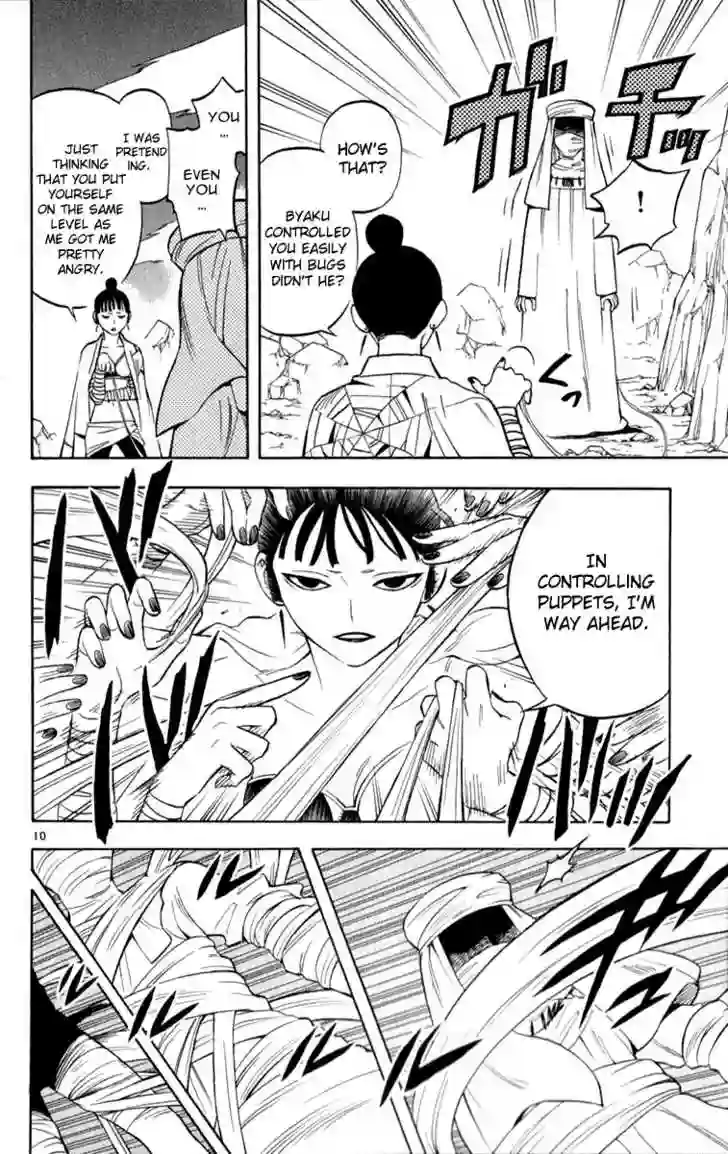 ガチッ
!
HOW'S
THAT?
BYAKU
CONTROLLED
YOU EASILY
WITH BUGS
DIDN'T HE?
くっ
YOU
...
EVEN
YOU
...
I WAS
PRETEND
ING.
JUST
THINKING
THAT YOU PUT
YOURSELF
ON THE SAME
LEVEL AS
ME GOT ME
PRETTY
ANGRY.
IN
CONTROLLING
PUPPETS, I'M
WAY AHEAD.
10